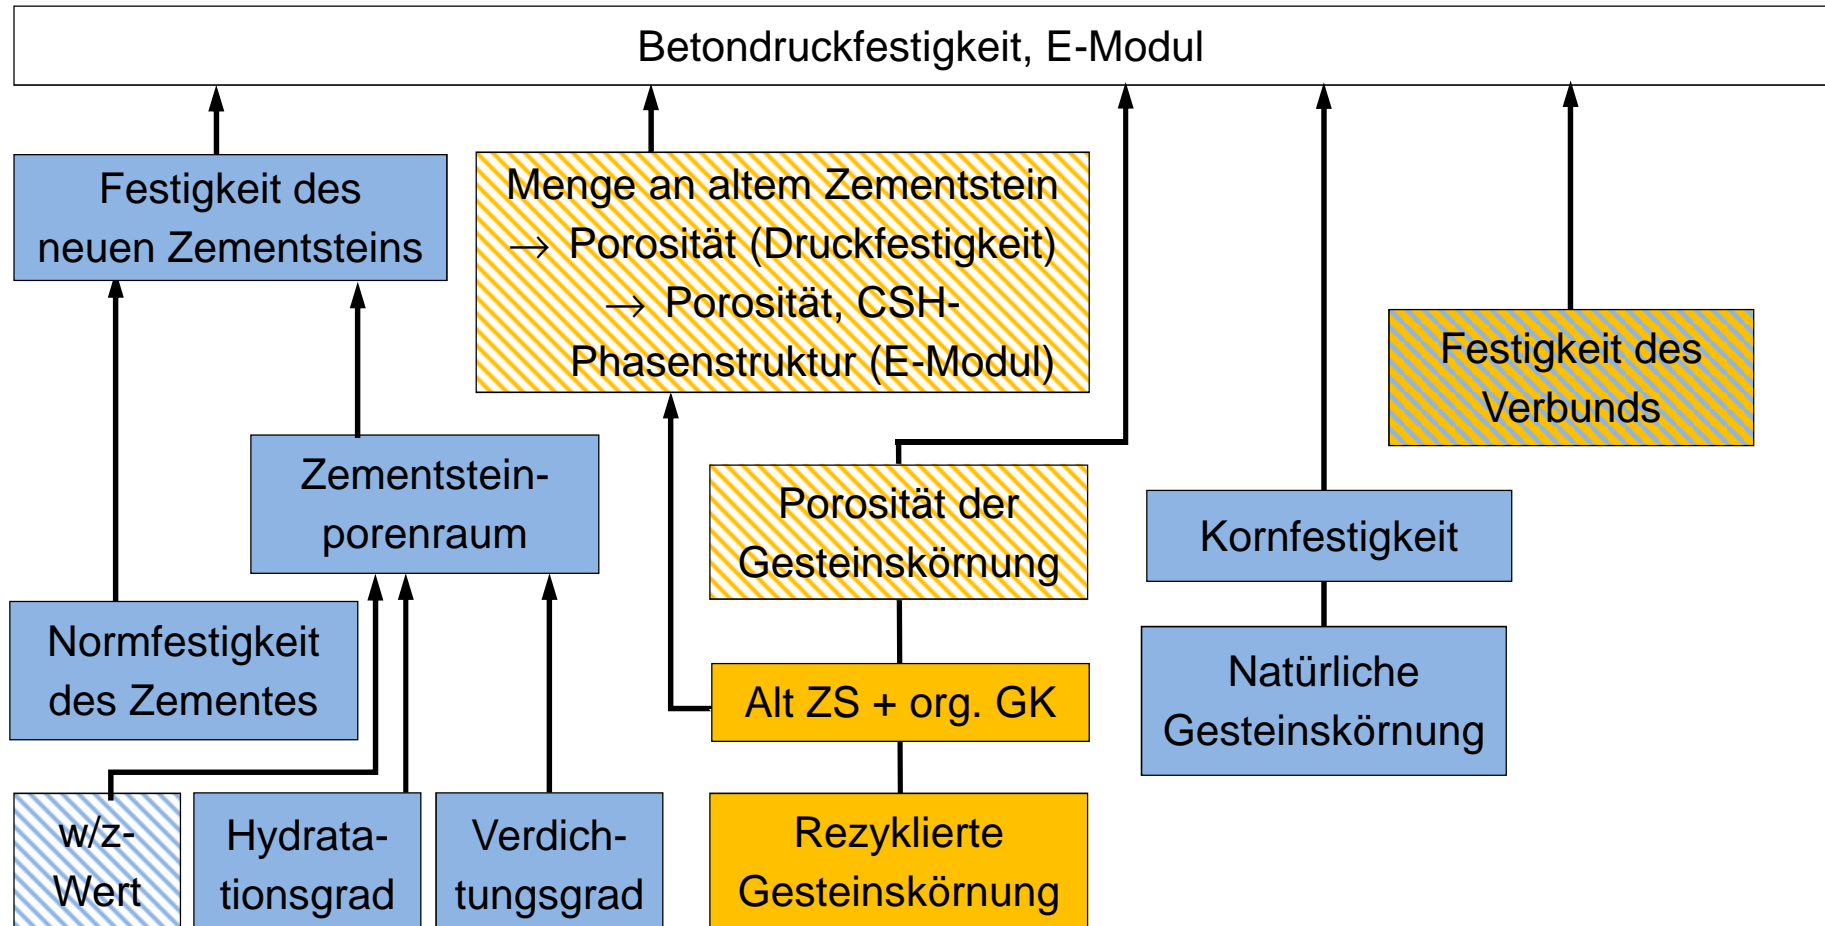 Betondruckfestigkeit, E-Modul
Festigkeit des
neuen Zementsteins
Menge an altem Zementstein
→ Porosität (Druckfestigkeit)
→ Porosität, CSH-
Phasenstruktur (E-Modul)
Festigkeit des
Verbunds
Zementstein-
porenraum
Porosität der
Gesteinskörnung
Kornfestigkeit
Normfestigkeit
des Zementes
Alt ZS + org. GK
Natürliche
Gesteinskörnung
w/z-
Wert
Hydrata-
tionsgrad
Verdich-
tungsgrad
Rezyklierte
Gesteinskörnung